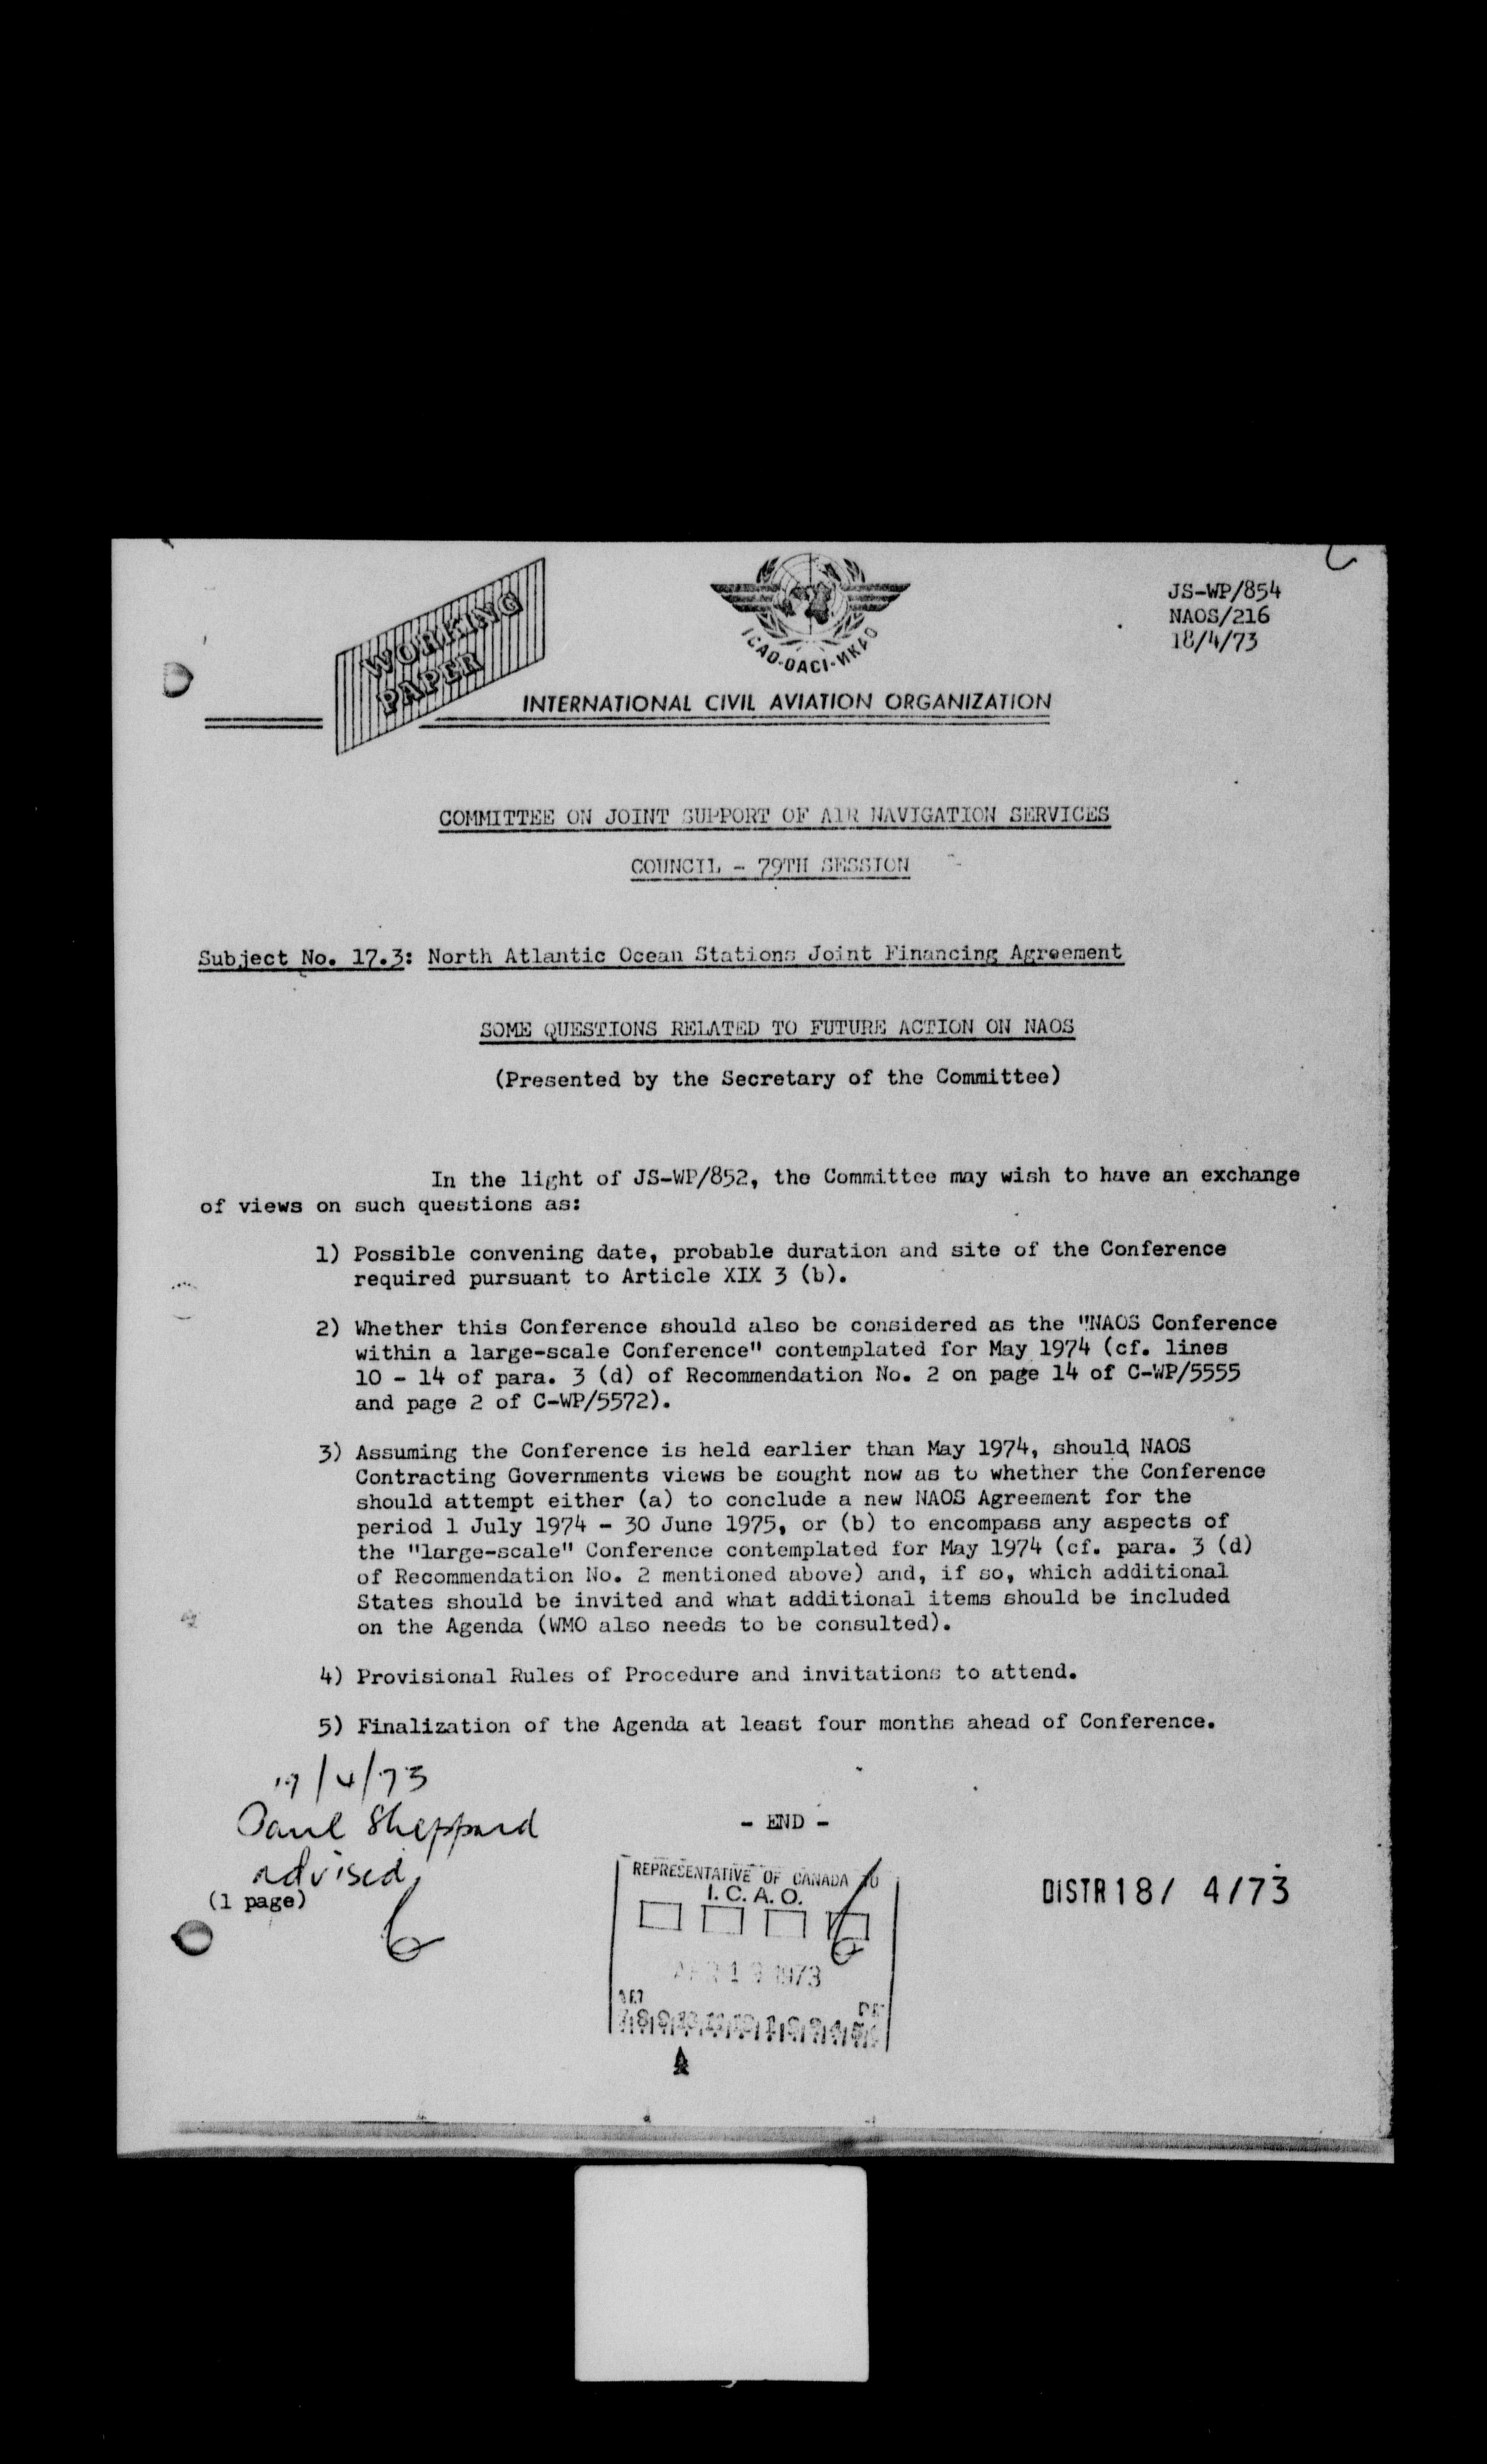 WORKING
PAPER
ICAO-OACI-ИКАО
INTERNATIONAL CIVIL AVIATION ORGANIZATION
JS-WP/854
NAOS/216
18/4/73
COMMITTEE ON JOINT SUPPORT OF AIR NAVIGATION SERVICES
COUNCIL - 79TH SESSION
Subject No. 17.3: North Atlantic Ocean Stations Joint Financing Agreement
SOME QUESTIONS RELATED TO FUTURE ACTION ON NAOS
(Presented by the Secretary of the Committee)
In the light of JS-WP/852, the Committee may wish to have an exchange
of views on such questions as:
1) Possible convening date, probable duration and site of the Conference
required pursuant to Article XIX 3 (b).
2) Whether this Conference should also be considered as the "NAOS Conference
within a large-scale Conference" contemplated for May 1974 (cf. lines
10 - 14 of para. 3 (d) of Recommendation No. 2 on page 14 of C-WP/5555
and page 2 of C-WP/5572).
3) Assuming the Conference is held earlier than May 1974, should NAOS
Contracting Governments views be sought now as to whether the Conference
should attempt either (a) to conclude a new NAOS Agreement for the
period 1 July 1974 - 30 June 1975, or (b) to encompass any aspects of
the "large-scale" Conference contemplated for May 1974 (cf. para. 3 (d)
of Recommendation No. 2 mentioned above) and, if so, which additional
States should be invited and what additional items should be included
on the Agenda (WMO also needs to be consulted).
4) Provisional Rules of Procedure and invitations to attend.
5) Finalization of the Agenda at least four months ahead of Conference.
19/4/73
Paul Sheppard
advised
(1 page)
- END -
REPRESENTATIVE OF CANADA TO
I.C.A.O.
APR 19 1973
DISTR 18/ 4/73